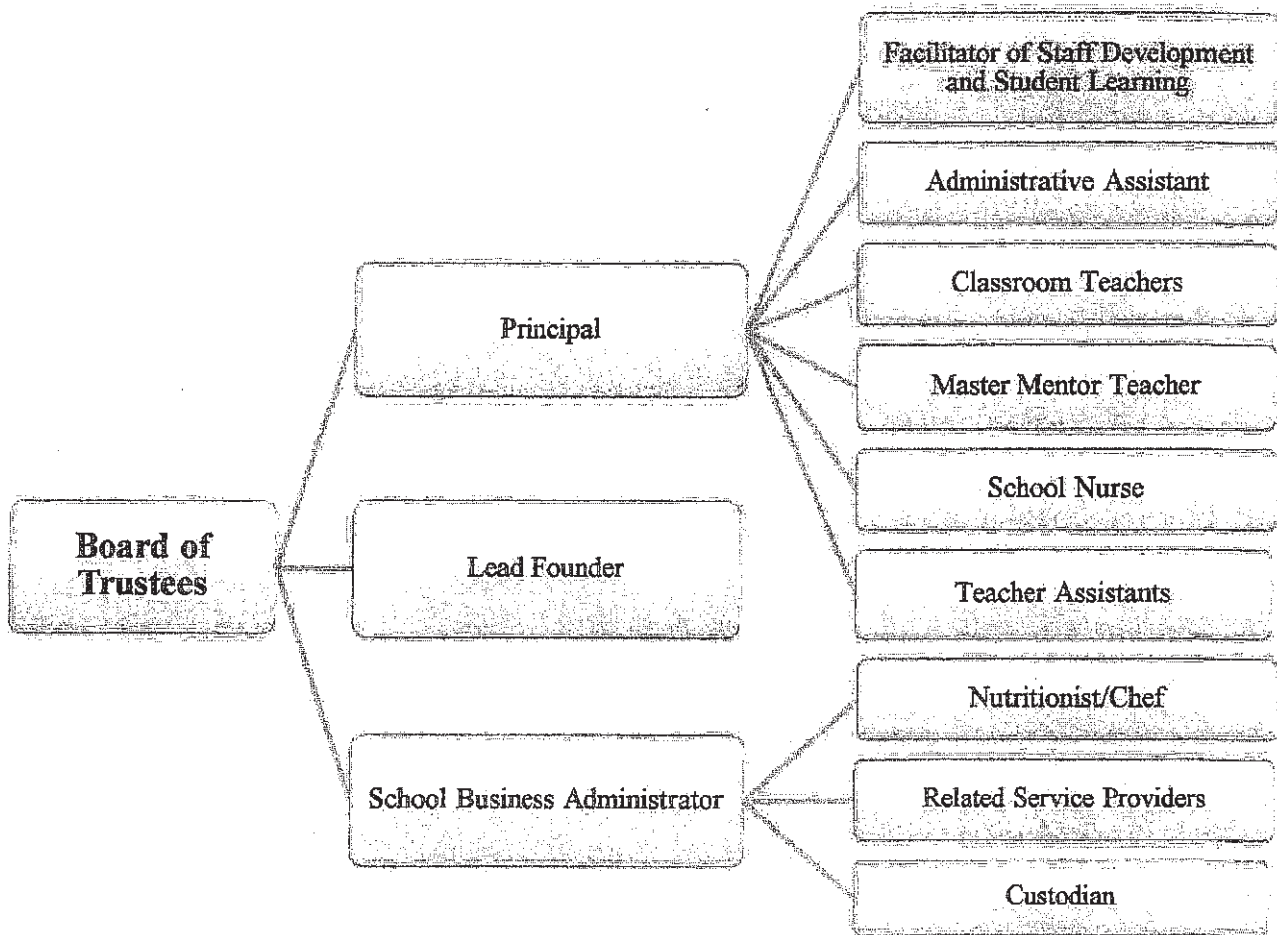 Board of
Trustees
Principal
Lead Founder
School Business Administrator
Facilitator of Staff Development
and Student Learning
Administrative Assistant
Classroom Teachers
Master Mentor Teacher
School Nurse
Teacher Assistants
Nutritionist/Chef
Related Service Providers
Custodian